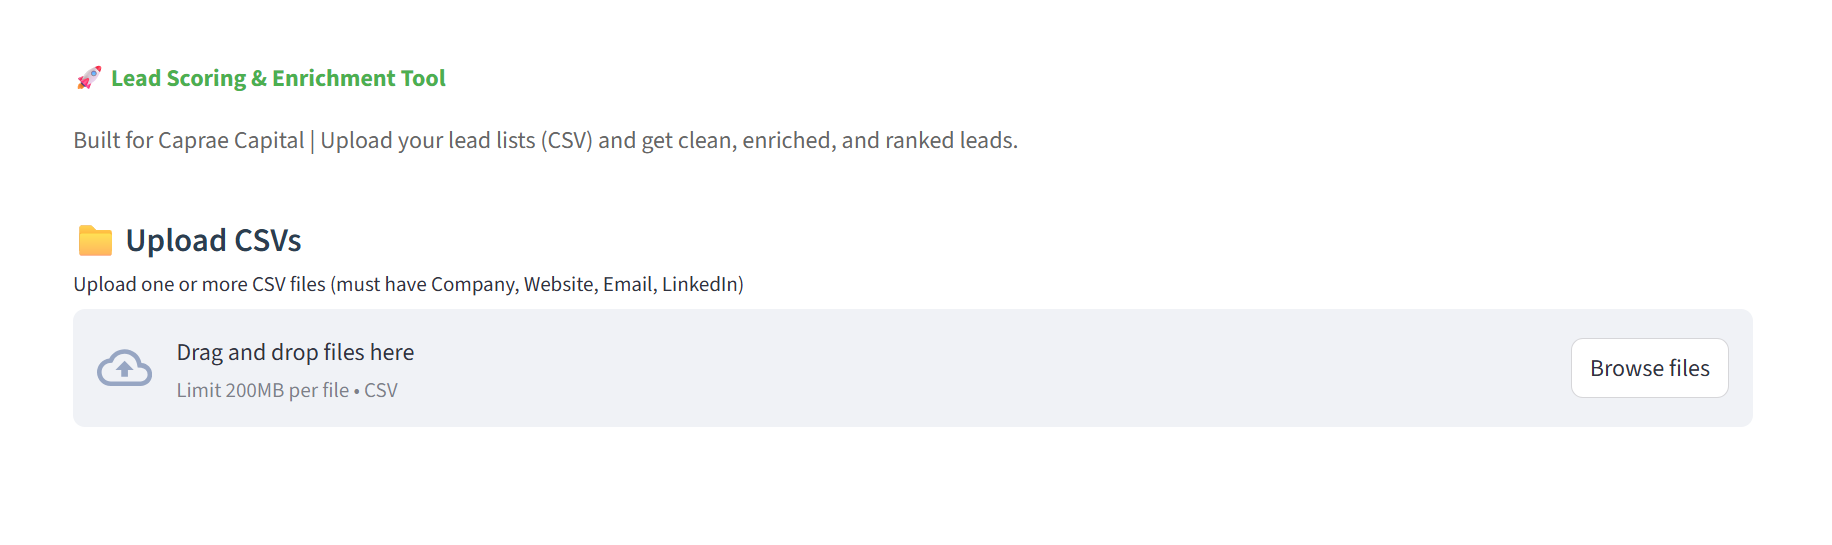 🚀 Lead Scoring & Enrichment Tool
Built for Caprae Capital | Upload your lead lists (CSV) and get clean, enriched, and ranked leads.
📁 Upload CSVs
Upload one or more CSV files (must have Company, Website, Email, LinkedIn)
Drag and drop files here
Limit 200MB per file • CSV
Browse files